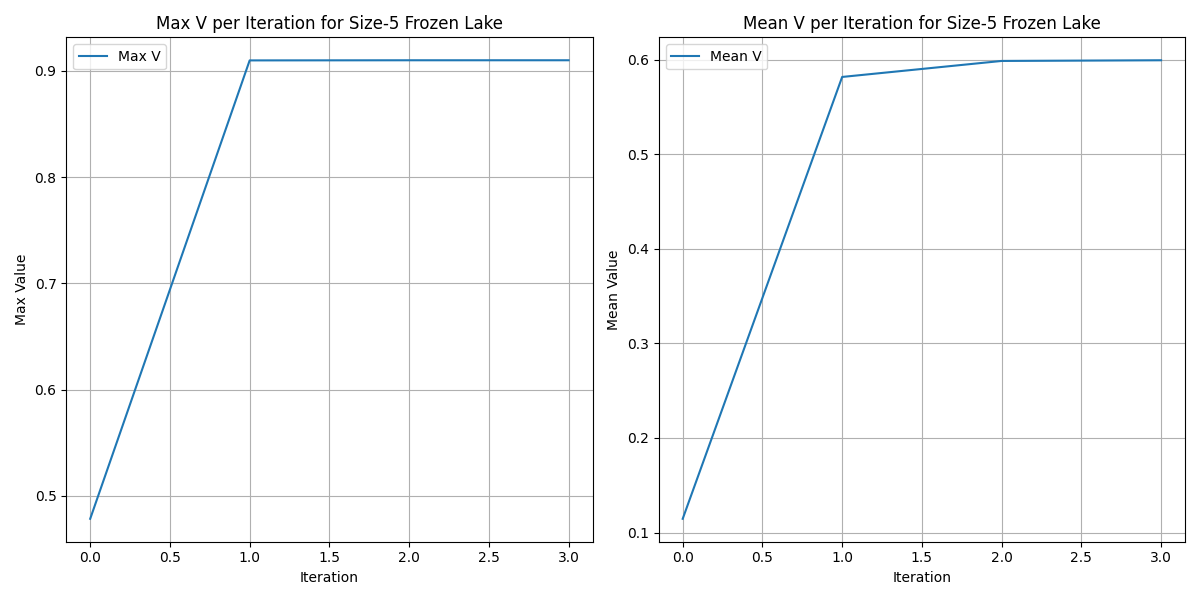 Max V per Iteration for Size-5 Frozen Lake
Max V
Max Value
0.9
0.8
0.7
0.6
0.5
0.0 0.5 1.0 1.5 2.0 2.5 3.0
Iteration
Mean V per Iteration for Size-5 Frozen Lake
Mean V
Mean Value
0.6
0.5
0.4
0.3
0.2
0.1
0.0 0.5 1.0 1.5 2.0 2.5 3.0
Iteration